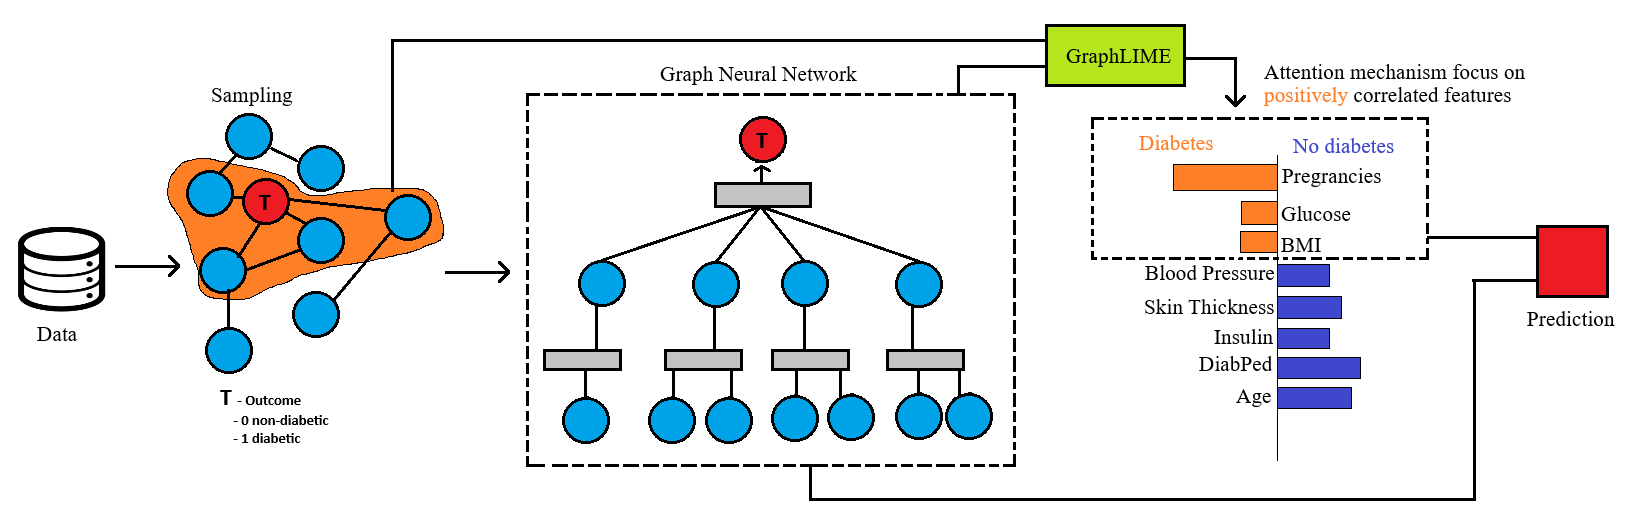 Data
Sampling
T
T - Outcome
- 0 non-diabetic
- 1 diabetic
Graph Neural Network
T
GraphLIME
Attention mechanism focus on
positively correlated features
Diabetes
No diabetes
Pregrancies
Glucose
BMI
Blood Pressure
Skin Thickness
Insulin
DiabPed
Age
Prediction